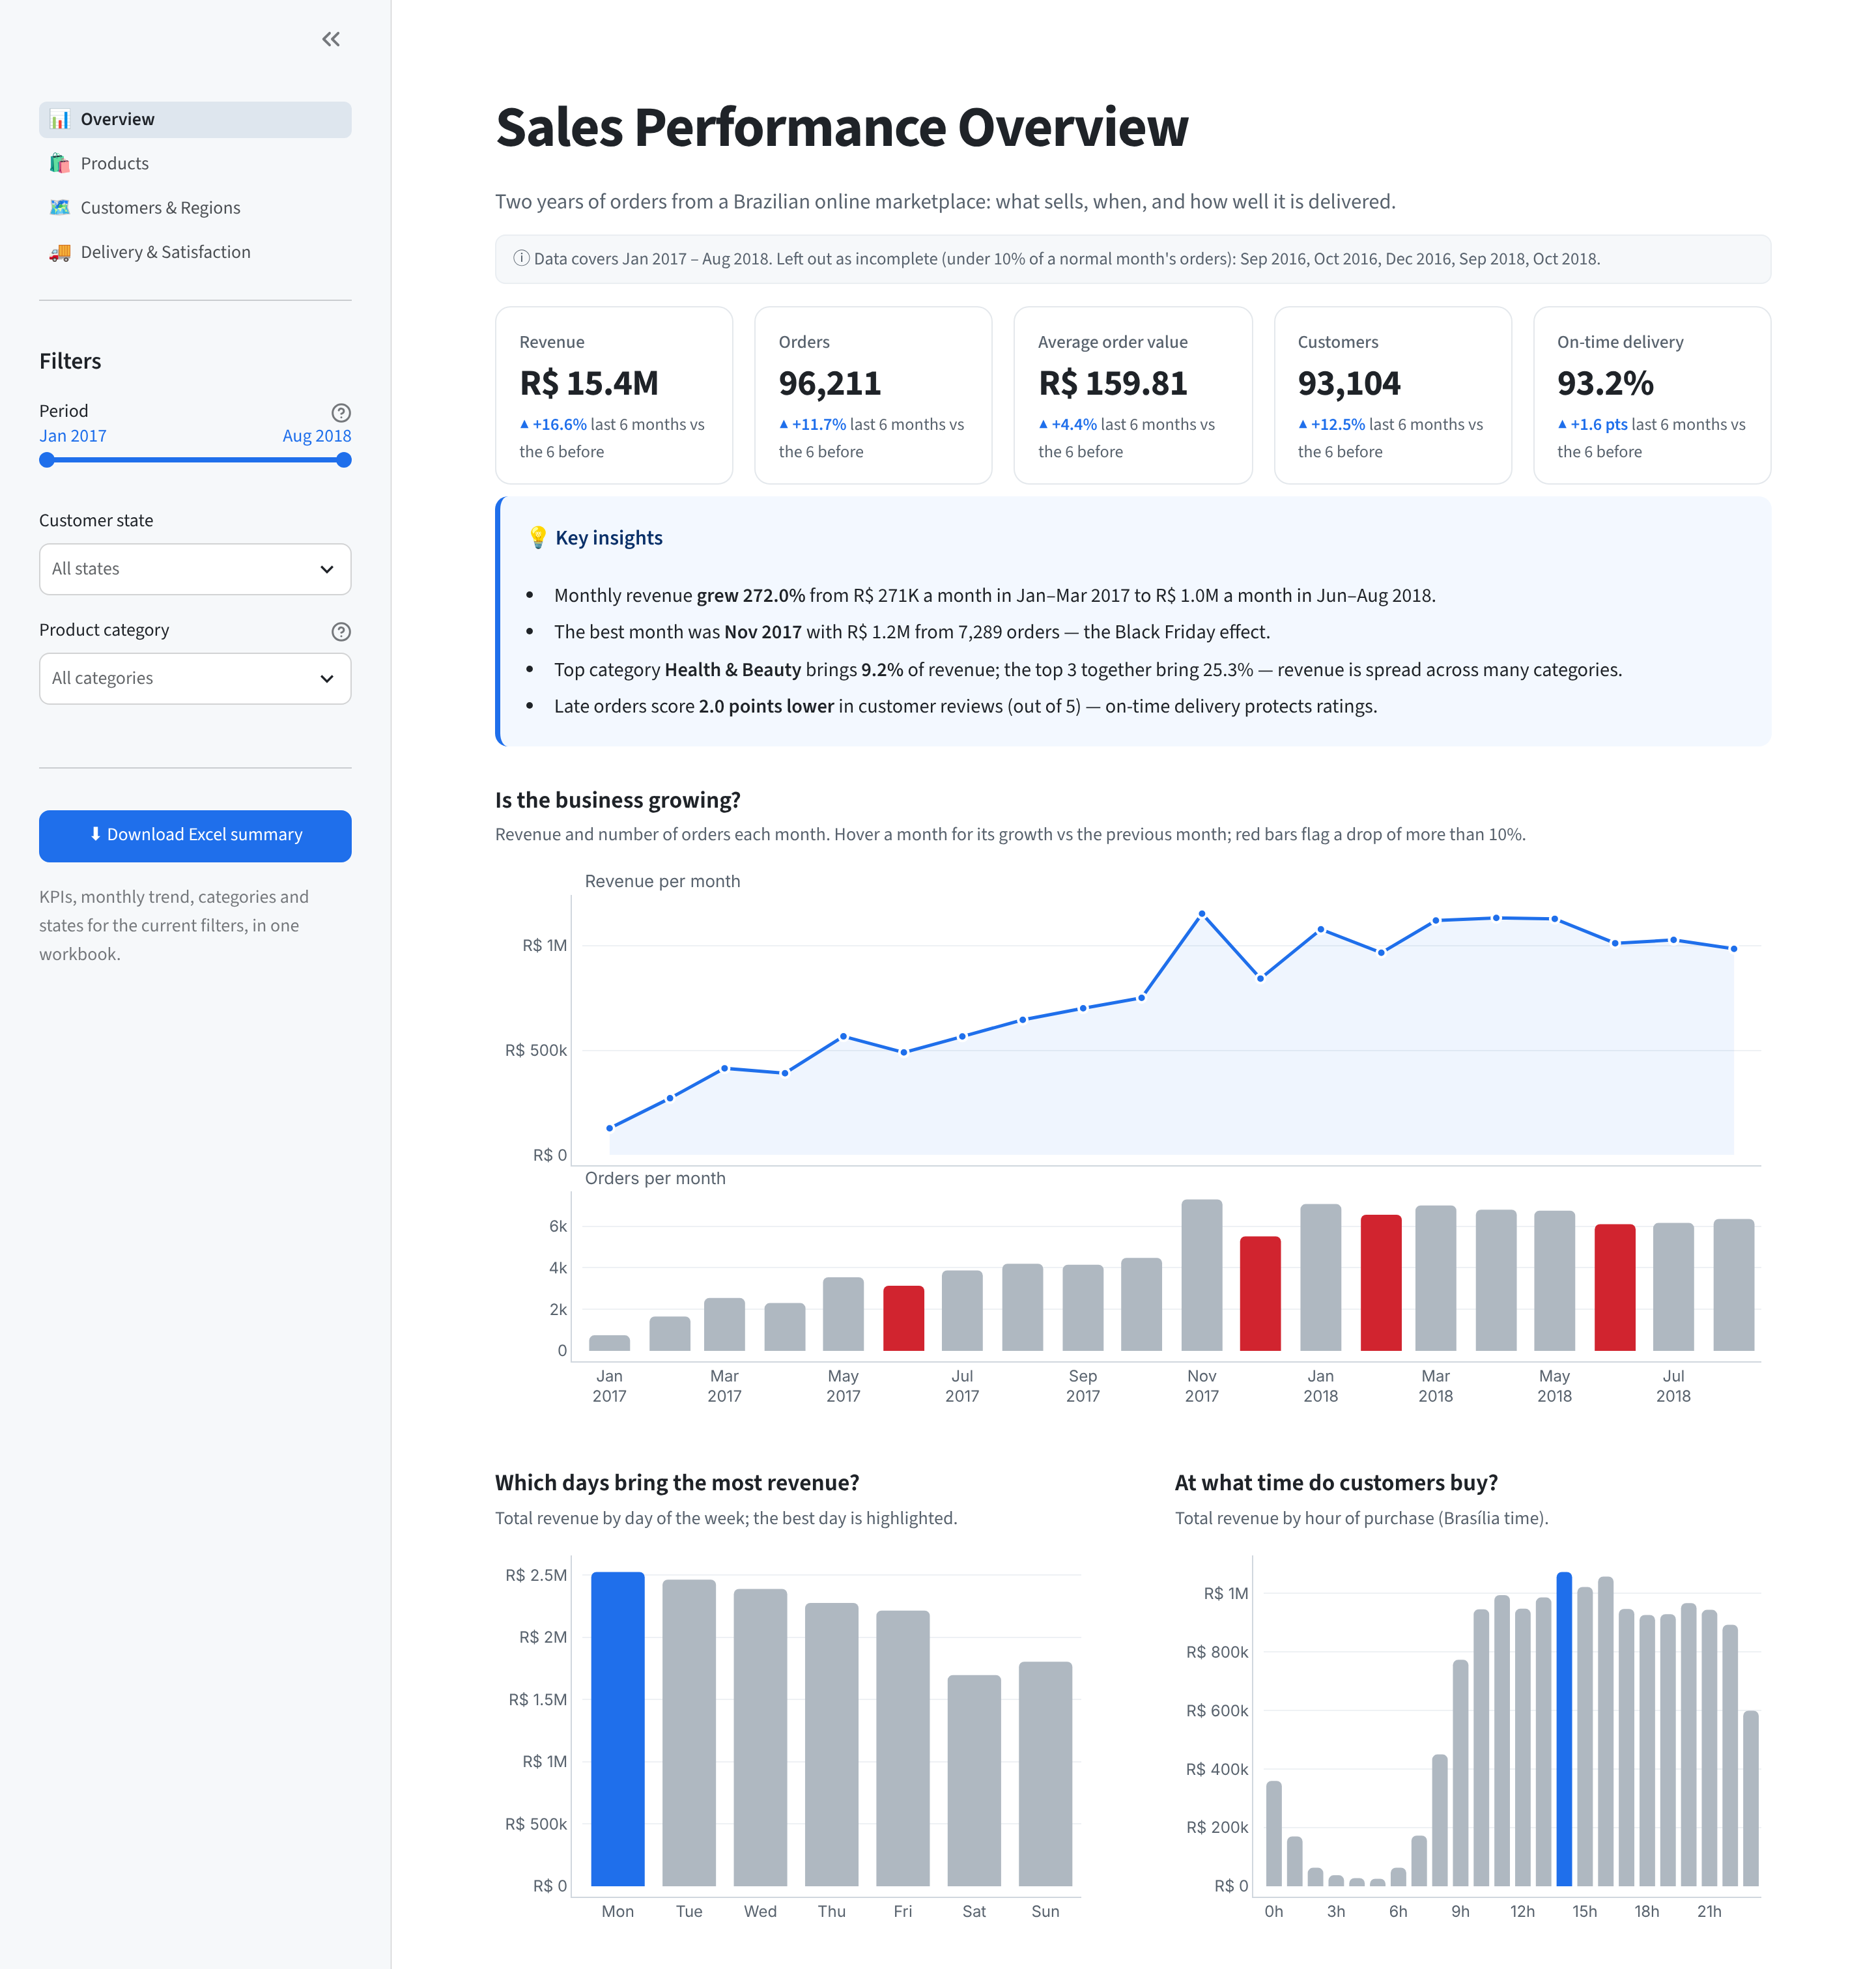 Overview
Products
Customers & Regions
Delivery & Satisfaction
Filters
Period
Jan 2017 Aug 2018
Customer state
All states
Product category
All categories
⬇ Download Excel summary
KPIs, monthly trend, categories and
states for the current filters, in one
workbook.
Sales Performance Overview
Two years of orders from a Brazilian online marketplace: what sells, when, and how well it is delivered.
ⓘ Data covers Jan 2017 – Aug 2018. Left out as incomplete (under 10% of a normal month's orders): Sep 2016, Oct 2016, Dec 2016, Sep 2018, Oct 2018.
Revenue
R$ 15.4M
▲ +16.6% last 6 months vs
the 6 before
Orders
96,211
▲ +11.7% last 6 months vs
the 6 before
Average order value
R$ 159.81
▲ +4.4% last 6 months vs
the 6 before
Customers
93,104
▲ +12.5% last 6 months vs
the 6 before
On-time delivery
93.2%
▲ +1.6 pts last 6 months vs
the 6 before
💡 Key insights
• Monthly revenue grew 272.0% from R$ 271K a month in Jan–Mar 2017 to R$ 1.0M a month in Jun–Aug 2018.
• The best month was Nov 2017 with R$ 1.2M from 7,289 orders — the Black Friday effect.
• Top category Health & Beauty brings 9.2% of revenue; the top 3 together bring 25.3% — revenue is spread across many categories.
• Late orders score 2.0 points lower in customer reviews (out of 5) — on-time delivery protects ratings.
Is the business growing?
Revenue and number of orders each month. Hover a month for its growth vs the previous month; red bars flag a drop of more than 10%.
Revenue per month
R$ 1M
R$ 500k
R$ 0
Orders per month
6k
4k
2k
0
Jan Mar May Jul Sep Nov Jan Mar May Jul
2017 2017 2017 2017 2017 2017 2018 2018 2018 2018
Which days bring the most revenue?
Total revenue by day of the week; the best day is highlighted.
R$ 2.5M
R$ 2M
R$ 1.5M
R$ 1M
R$ 500k
R$ 0
Mon Tue Wed Thu Fri Sat Sun
At what time do customers buy?
Total revenue by hour of purchase (Brasília time).
R$ 1M
R$ 800k
R$ 600k
R$ 400k
R$ 200k
R$ 0
0h 3h 6h 9h 12h 15h 18h 21h